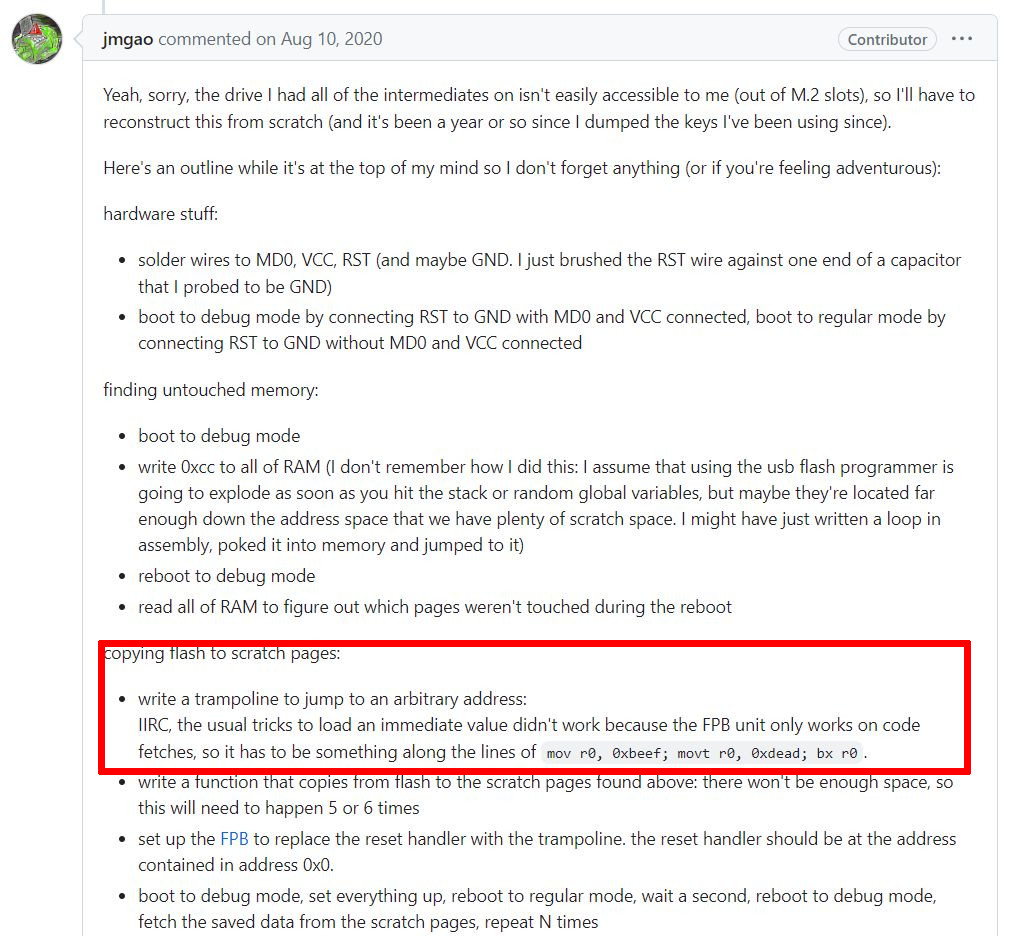 jmgao commented on Aug 10, 2020
Contributor
Yeah, sorry, the drive I had all of the intermediates on isn't easily accessible to me (out of M.2 slots), so I'll have to
reconstruct this from scratch (and it's been a year or so since I dumped the keys I've been using since).
Here's an outline while it's at the top of my mind so I don't forget anything (or if you're feeling adventurous):
hardware stuff:
• solder wires to MD0, VCC, RST (and maybe GND. I just brushed the RST wire against one end of a capacitor
that I probed to be GND)
• boot to debug mode by connecting RST to GND with MD0 and VCC connected, boot to regular mode by
connecting RST to GND without MD0 and VCC connected
finding untouched memory:
• boot to debug mode
• write 0xcc to all of RAM (I don't remember how I did this: I assume that using the usb flash programmer is
going to explode as soon as you hit the stack or random global variables, but maybe they're located far
enough down the address space that we have plenty of scratch space. I might have just written a loop in
assembly, poked it into memory and jumped to it)
• reboot to debug mode
• read all of RAM to figure out which pages weren't touched during the reboot
copying flash to scratch pages:
• write a trampoline to jump to an arbitrary address:
IIRC, the usual tricks to load an immediate value didn't work because the FPB unit only works on code
fetches, so it has to be something along the lines of mov r0, 0xbeef; movt r0, 0xdead; bx r0.
• write a function that copies from flash to the scratch pages found above: there won't be enough space, so
this will need to happen 5 or 6 times
• set up the FPB to replace the reset handler with the trampoline. the reset handler should be at the address
contained in address 0x0.
• boot to debug mode, set everything up, reboot to regular mode, wait a second, reboot to debug mode,
fetch the saved data from the scratch pages, repeat N times